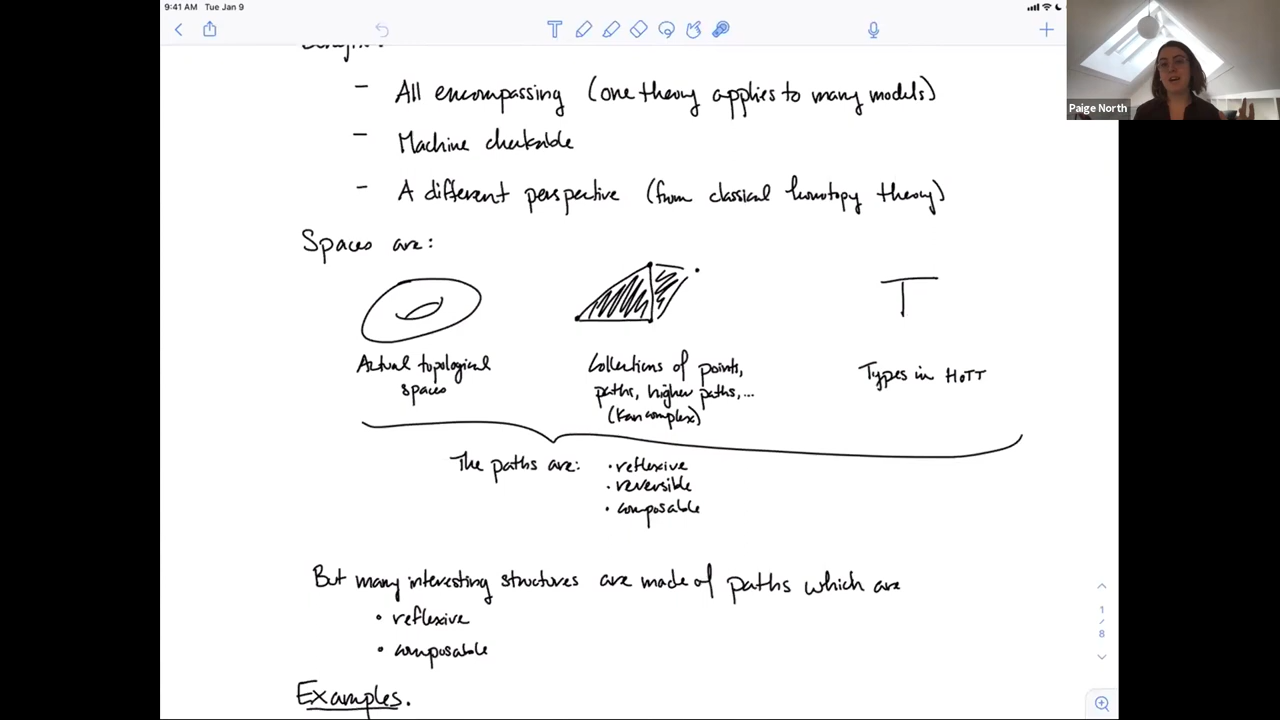 9:41 AM Tue Jan 9
- All encompassing (one theory applies to many models)
- Machine checkable
- A different perspective (from classical homotopy theory)
Paige North
Spaces are:
T
Actual topological
spaces
Collections of points,
paths, higher paths,...
(Kan complex)
Types in HoTT
The paths are: • reflexive
• reversible
• composable
But many interesting structures are made of paths which are
• reflexive
• composable
1
/
8
Examples.